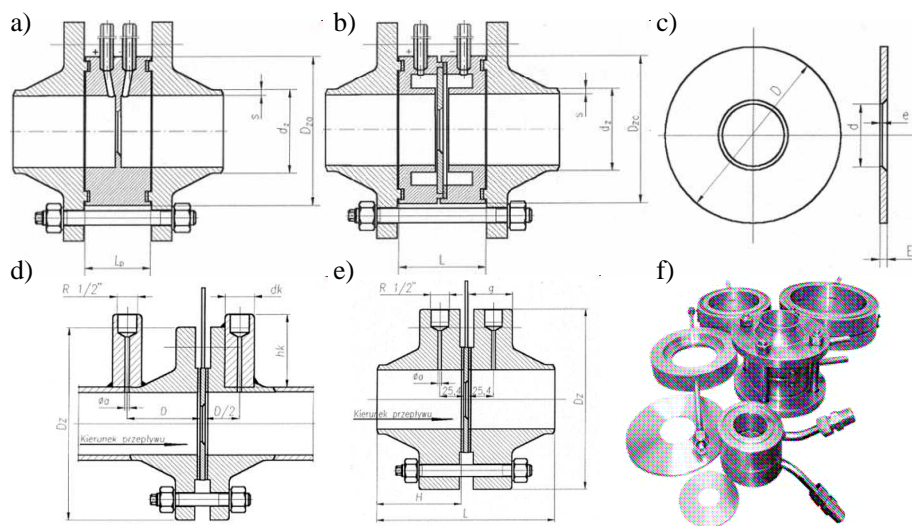 a)
+
-
s
dz
Dzo
Lp
b)
+
-
s
dz
Dzc
L
c)
D
d
e
E
d)
R 1/2"
dk
hk
Dz
Øa
D
D/2
Kierunek przepływu
e)
R 1/2"
g
Øa
25,4
25,4
Dz
Kierunek przepływu
H
L
f)